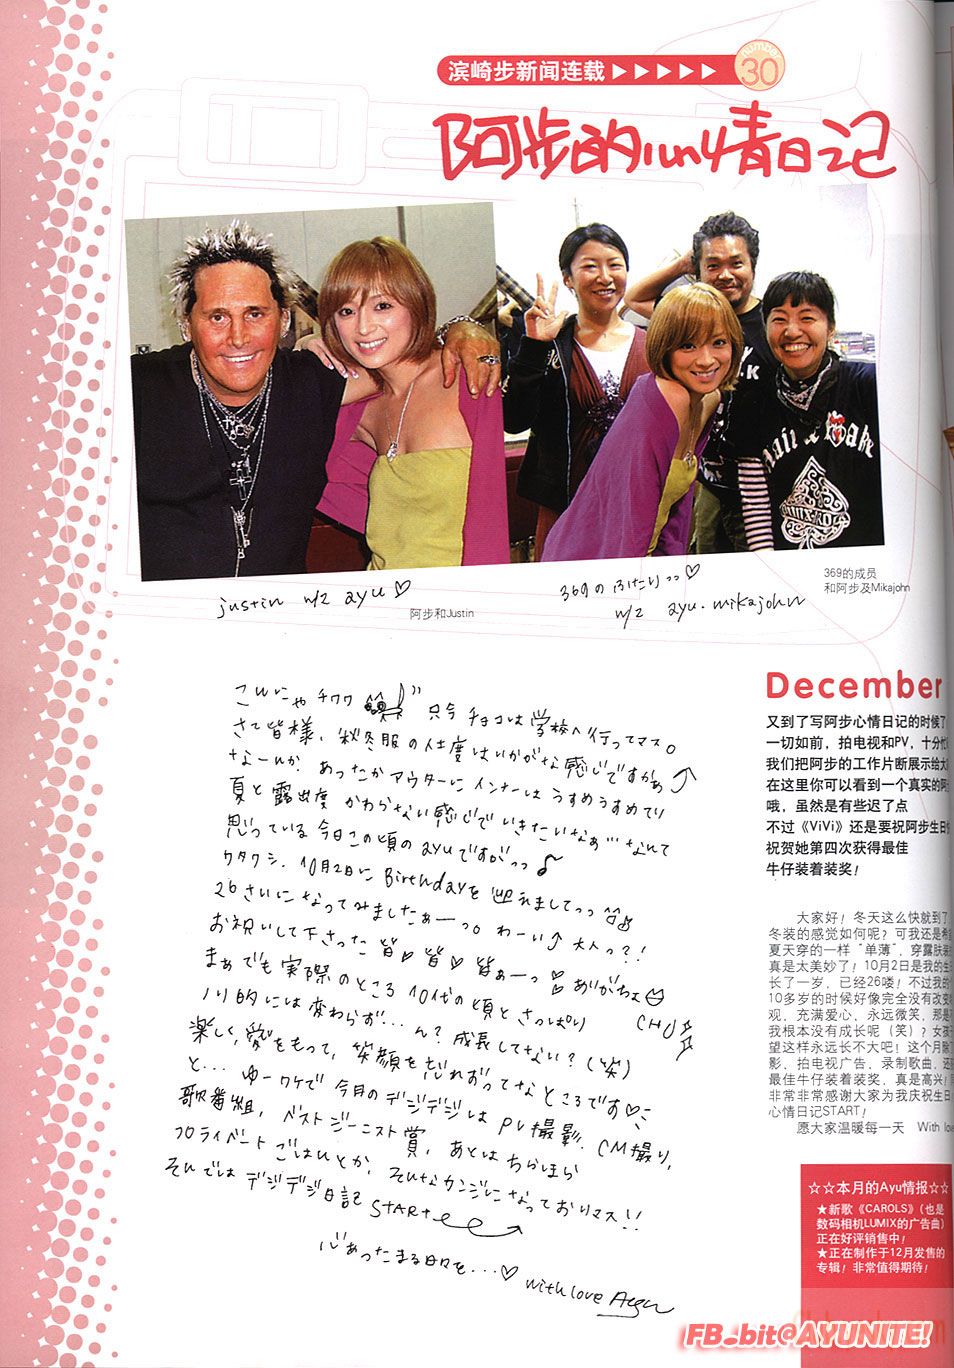 滨崎步新闻连载 ▶▶▶▶▶ number 30
阿步的心情日记
justin n/z ayu♡
阿步和Justin
369のふたりっっ♡
n/z ayu・mikajohn
369的成员
和阿步及Mikajohn
こんにゃチワワ 只今チョコは学校へ行ってマス。
さて皆様、秋冬服の仕度はいかがな感じですかぁ
なーんか、あったかアウターにインナーはうすめうすめで
夏と露出度かわらない感じでいきたいなぁなんて
思っている今日この頃のayuですがっっ♪
ワタクシ、10月2日にBirthdayを迎えましてっっ
26さいになってみましたぁーっっ。わーい↑大人っ?!
お祝いして下さった皆♡皆♡皆ぁーっ♡ありがちょ
まぁでも実際のところ10代の頃とさっぱり CHU
ノリ的には変わらず…ん?成長してない?(笑)
楽しく、愛をもって、笑顔を忘れずってなところです♡
と… ゆーワケで今月のデジデジはPV撮影、CM撮り、
歌番組、ベストジーニスト賞、あとはちらほら
プライベートごはんとか、そんなカンジになっておりマス!!
そんではデジデジ日記START
心あったまる日々を...♡ with love Ayu
December
又到了写阿步心情日记的时候了
一切如前，拍电视和PV，十分忙
我们把阿步的工作片断展示给大
在这里你可以看到一个真实的阿
哦，虽然是有些迟了点
不过《ViVi》还是要祝阿步生日快
祝贺她第四次获得最佳
牛仔装着装奖！
大家好！冬天这么快就到了
冬装的感觉如何呢？可我还是希
夏天穿的一样“单薄”，穿露肤装
真是太美妙了！10月2日是我的生
长了一岁，已经26喽！不过我的
10多岁的时候好像完全没有改变
观，充满爱心，永远微笑，那是
我根本没有成长呢（笑）？女孩
望这样永远长不大吧！这个月除
影、拍电视广告，录制歌曲，还
最佳牛仔装着装奖，真是高兴！
非常非常感谢大家为我庆祝生日
心情日记START！
愿大家温暖每一天 With love
☆☆本月的Ayu情报☆☆
★新歌《CAROLS》（也是
数码相机LUMIX的广告曲）
正在好评销售中！
★正在制作于12月发售的
专辑！非常值得期待！
FB_bit@AYUNITE!